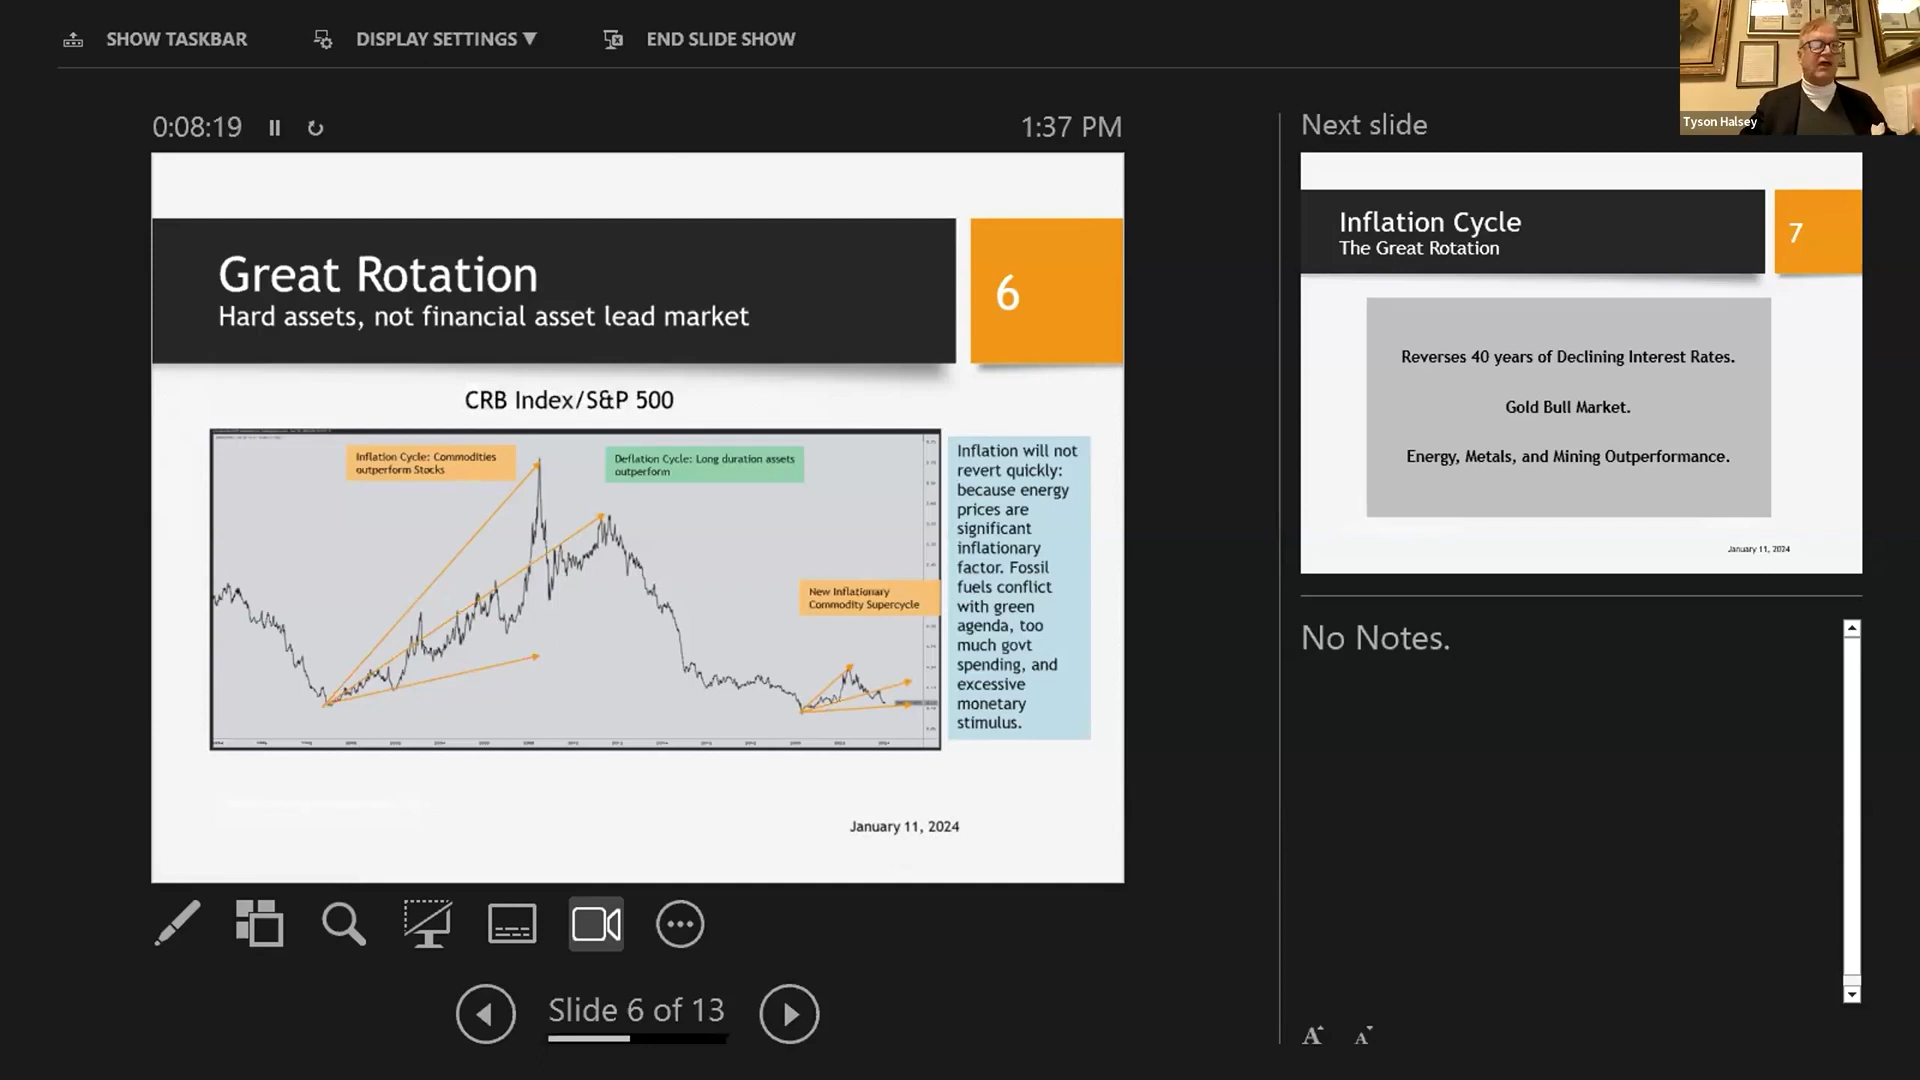 SHOW TASKBAR
DISPLAY SETTINGS ▼
END SLIDE SHOW
Tyson Halsey
0:08:19
1:37 PM
Great Rotation
Hard assets, not financial asset lead market
6
CRB Index/S&P 500
Inflation Cycle: Commodities
outperform Stocks
Deflation Cycle: Long duration assets
outperform
New Inflationary
Commodity Supercycle
Inflation will not
revert quickly:
because energy
prices are
significant
inflationary
factor. Fossil
fuels conflict
with green
agenda, too
much govt
spending, and
excessive
monetary
stimulus.
January 11, 2024
Slide 6 of 13
Next slide
Inflation Cycle
The Great Rotation
7
Reverses 40 years of Declining Interest Rates.
Gold Bull Market.
Energy, Metals, and Mining Outperformance.
January 11, 2024
No Notes.
A A